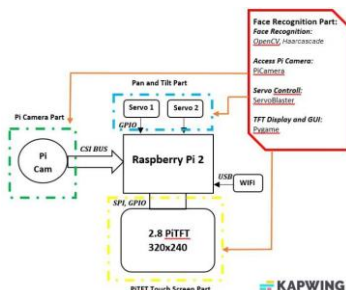 Face Recognition Part:
Face Recognition:
OpenCV, Haarcascade
Access Pi Camera:
PiCamera
Servo Controll:
ServoBlaster
TFT Display and GUI:
Pygame
Pan and Tilt Part
Servo 1
Servo 2
GPIO
Pi Camera Part
Pi
Cam
CSI BUS
Raspberry Pi 2
USB
WiFi
SPI, GPIO
2.8 PiTFT
320x240
PiTFT Touch Screen Part
KAPWING